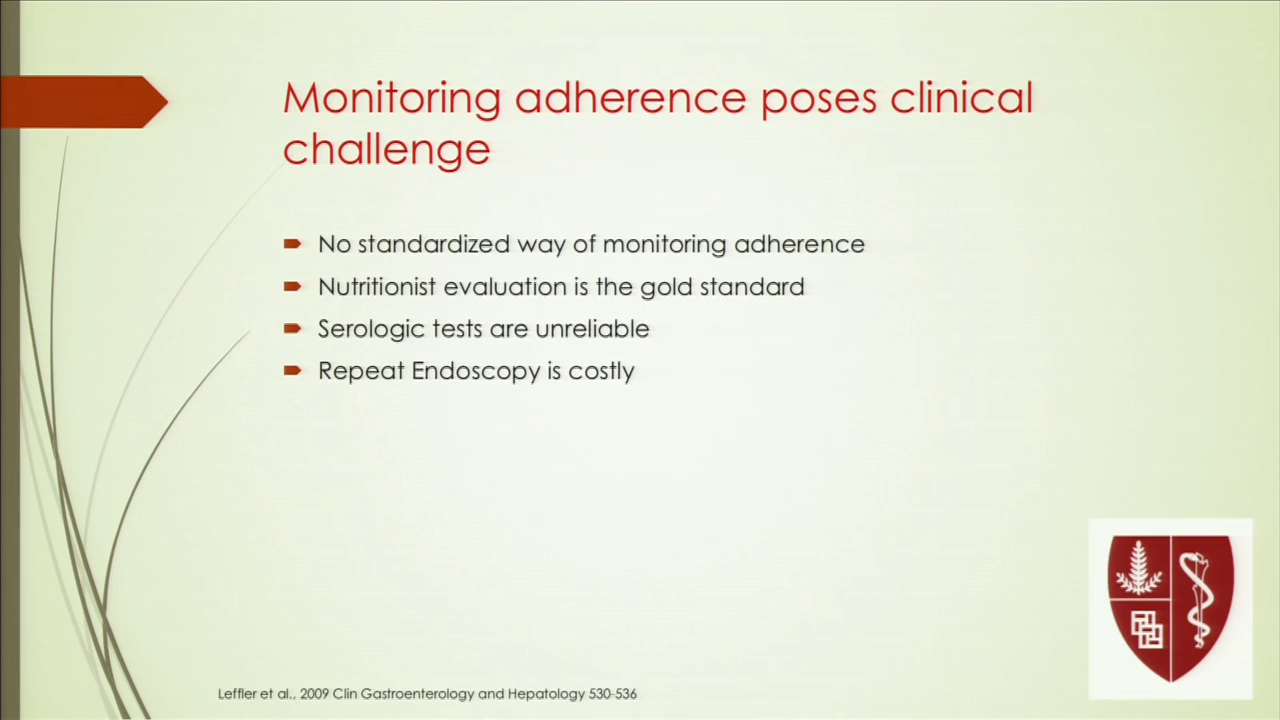 Monitoring adherence poses clinical
challenge
No standardized way of monitoring adherence
Nutritionist evaluation is the gold standard
Serologic tests are unreliable
Repeat Endoscopy is costly
Leffler et al., 2009 Clin Gastroenterology and Hepatology 530-536